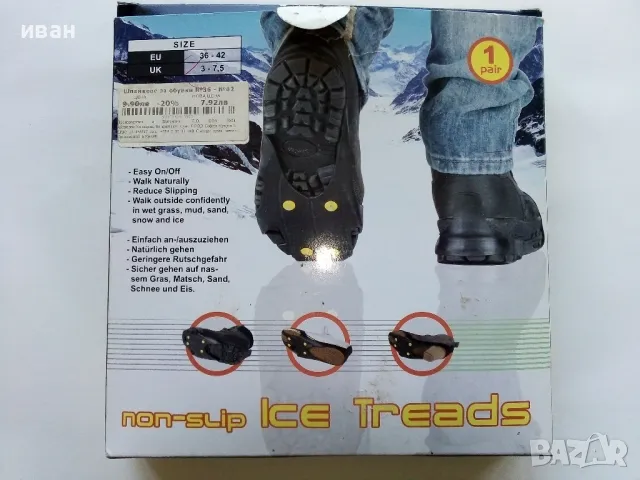 иван
SIZE
EU 36 - 42
UK 3 - 7,5
1
pair
9.90лв -20% 7.92лв
- Easy On/Off
- Walk Naturally
- Reduce Slipping
- Walk outside confidently
in wet grass, mud, sand,
snow and ice
- Einfach an-/auszuziehen
- Natürlich gehen
- Geringere Rutschgefahr
- Sicher gehen auf nas-
sem Gras, Matsch, Sand,
Schnee und Eis.
non-slip Ice Treads
BAZAR
bg